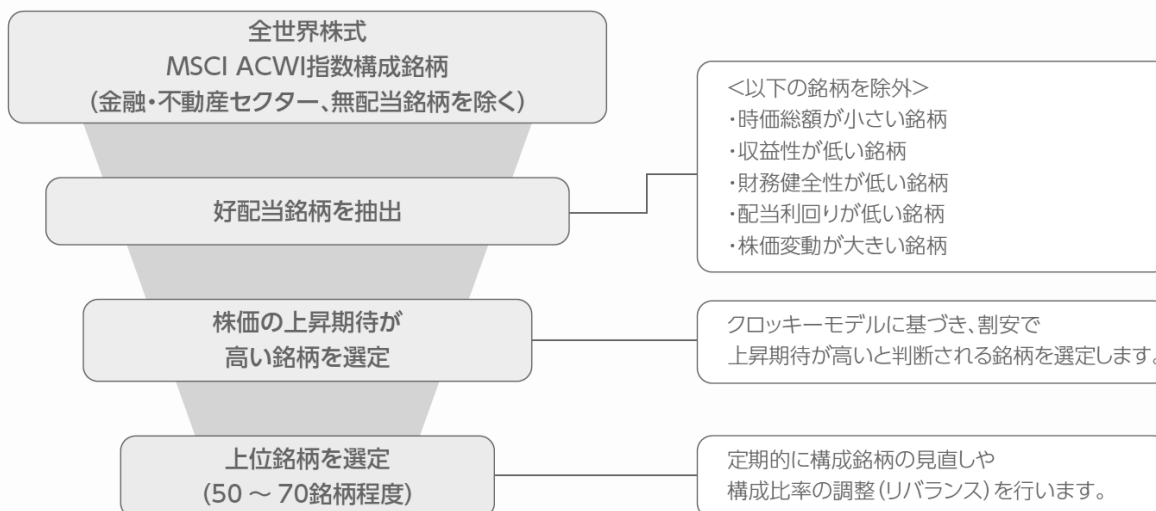 全世界株式
MSCI ACWI指数構成銘柄
(金融・不動産セクター、無配当銘柄を除く)
好配当銘柄を抽出
<以下の銘柄を除外>
・時価総額が小さい銘柄
・収益性が低い銘柄
・財務健全性が低い銘柄
・配当利回りが低い銘柄
・株価変動が大きい銘柄
株価の上昇期待が
高い銘柄を選定
クロッキーモデルに基づき、割安で
上昇期待が高いと判断される銘柄を選定します。
上位銘柄を選定
(50 ～ 70銘柄程度)
定期的に構成銘柄の見直しや
構成比率の調整(リバランス)を行います。